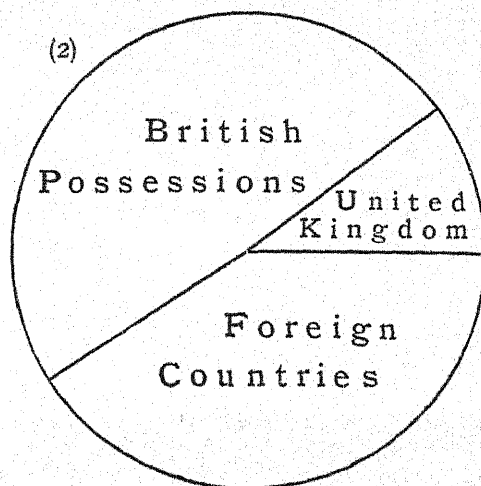 (2)
British
Possessions
United
Kingdom
Foreign
Countries